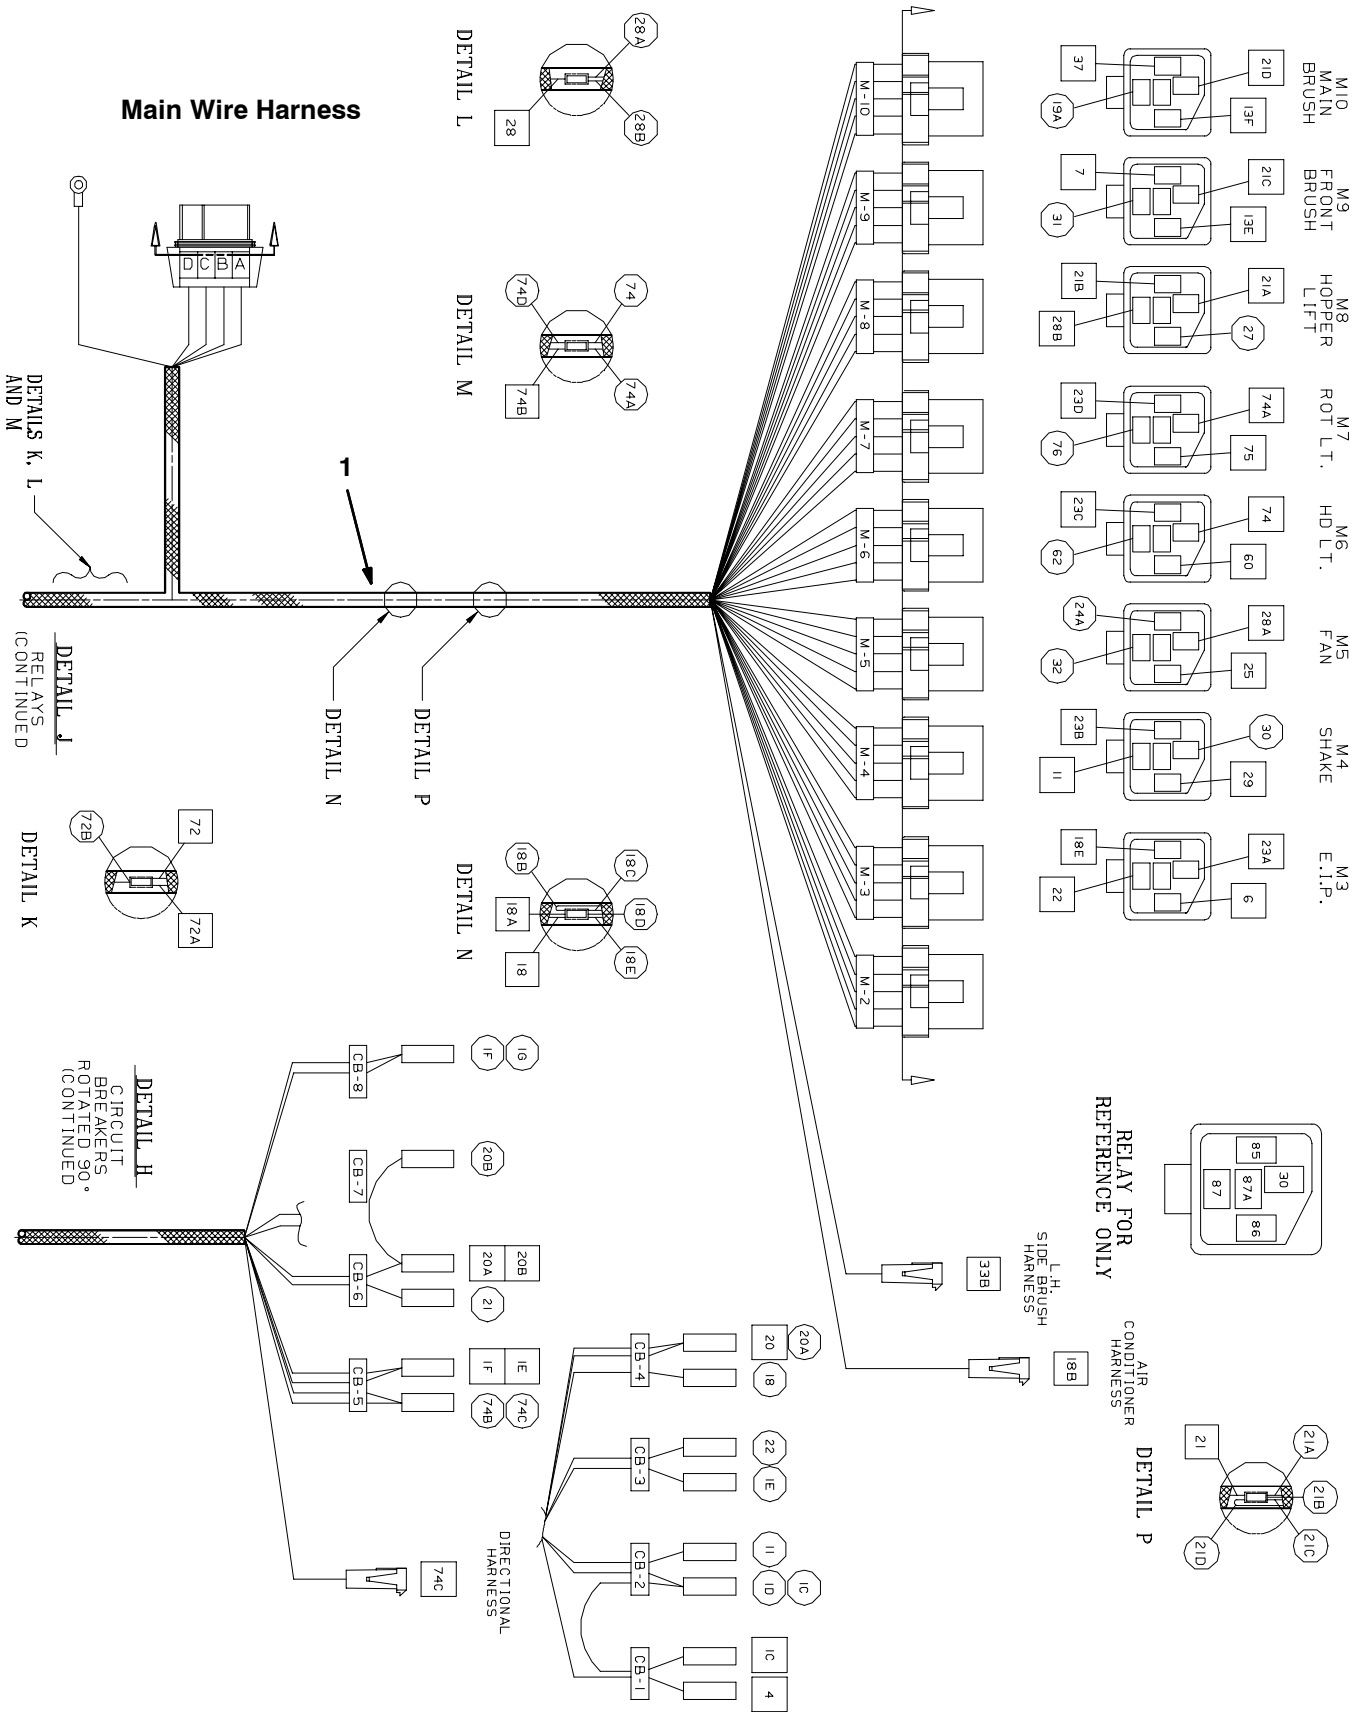 Main Wire Harness
1
M10
MAIN
BRUSH
21D
13F
37
19A
M9
FRONT
BRUSH
21C
13E
7
31
M8
HOPPER
LIFT
21A
27
21B
28B
M7
ROT LT.
74A
75
23D
76
M6
HD LT.
74
60
23C
62
M5
FAN
28A
25
24A
32
M4
SHAKE
30
29
23B
11
M3
E.I.P.
23A
6
18E
22
M-10
M-9
M-8
M-7
M-6
M-5
M-4
M-3
M-2
RELAY FOR
REFERENCE ONLY
85
30
87
87A
86
L.H.
SIDE BRUSH
HARNESS
33B
AIR
CONDITIONER
HARNESS
18B
DETAIL P
21
21A
21B
21C
21D
DETAIL L
28A
28B
28
DETAIL M
74D
74
74B
74A
DETAIL N
18B
18C
18A
18D
18
18E
DETAIL P
DETAIL N
D C B A
DETAILS K, L
AND M
DETAIL J
RELAYS
(CONTINUED
DETAIL K
72B
72
72A
DETAIL H
CIRCUIT
BREAKERS
ROTATED 90°
(CONTINUED
CB-8
1F
1G
CB-7
20B
CB-6
20A
20B
21
CB-5
1F
1E
74B
74C
74C
DIRECTIONAL
HARNESS
CB-4
20
20A
18
CB-3
22
1E
CB-2
11
1D
1C
CB-1
1C
4